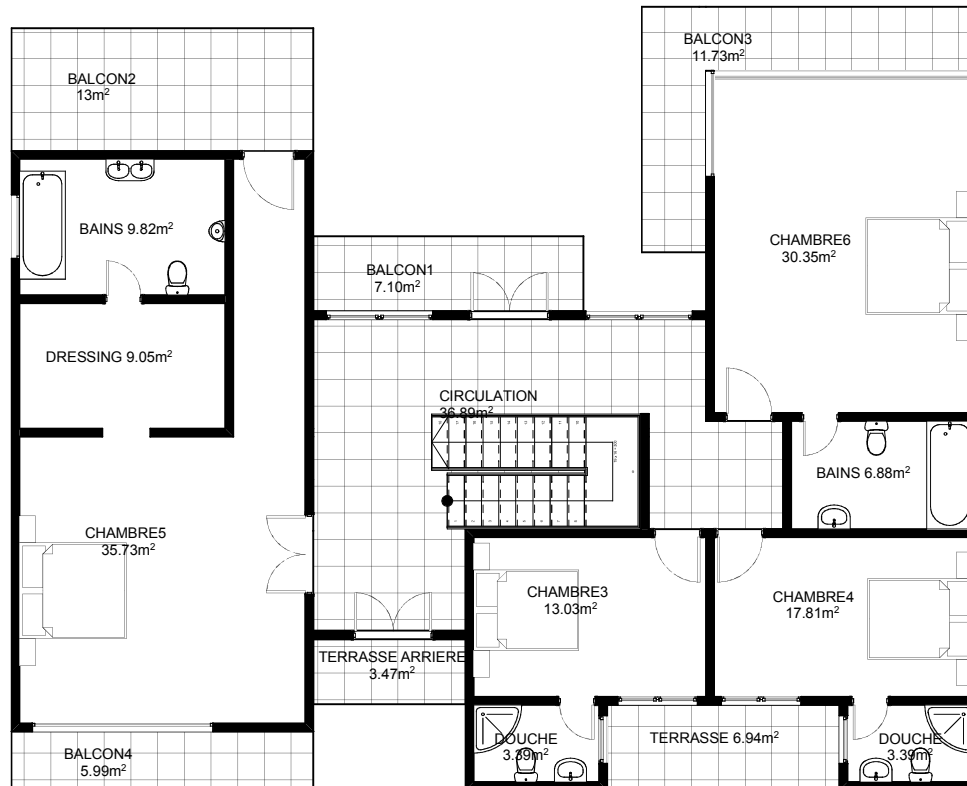 BALCON3
11.73m²
BALCON2
13m²
BAINS 9.82m²
CHAMBRE6
30.35m²
BALCON1
7.10m²
DRESSING 9.05m²
CIRCULATION
36.89m²
BAINS 6.88m²
CHAMBRE5
35.73m²
CHAMBRE3
13.03m²
CHAMBRE4
17.81m²
TERRASSE ARRIERE
3.47m²
DOUCHE
3.39m²
TERRASSE 6.94m²
DOUCHE
3.39m²
BALCON4
5.99m²